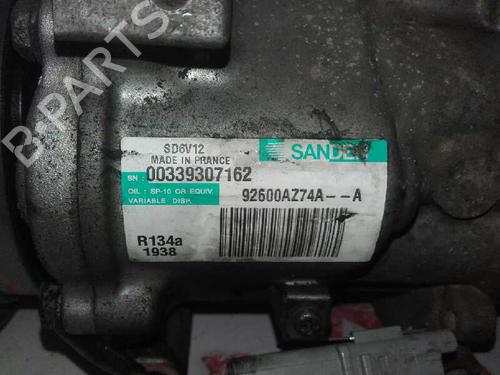 B-PARTS
SD6V12
MADE IN FRANCE
SANDEN
SN: 00339307162
OIL: SP-10 OR EQUIV.
VARIABLE DISP.
92600AZ74A--A
R134a
1938